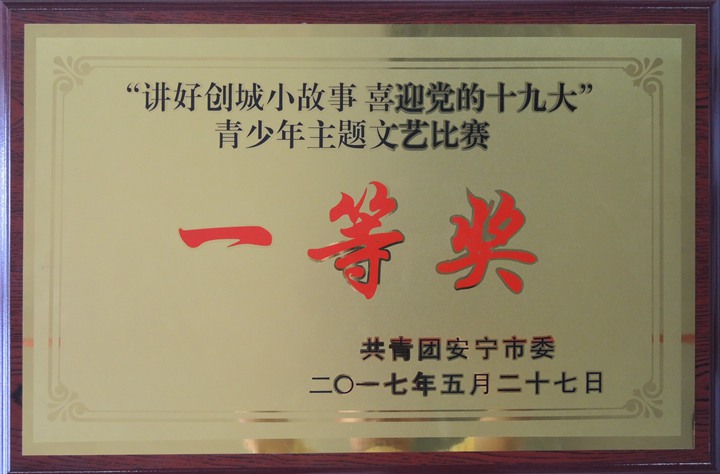 “讲好创城小故事 喜迎党的十九大”
青少年主题文艺比赛
一等奖
共青团安宁市委
二〇一七年五月二十七日